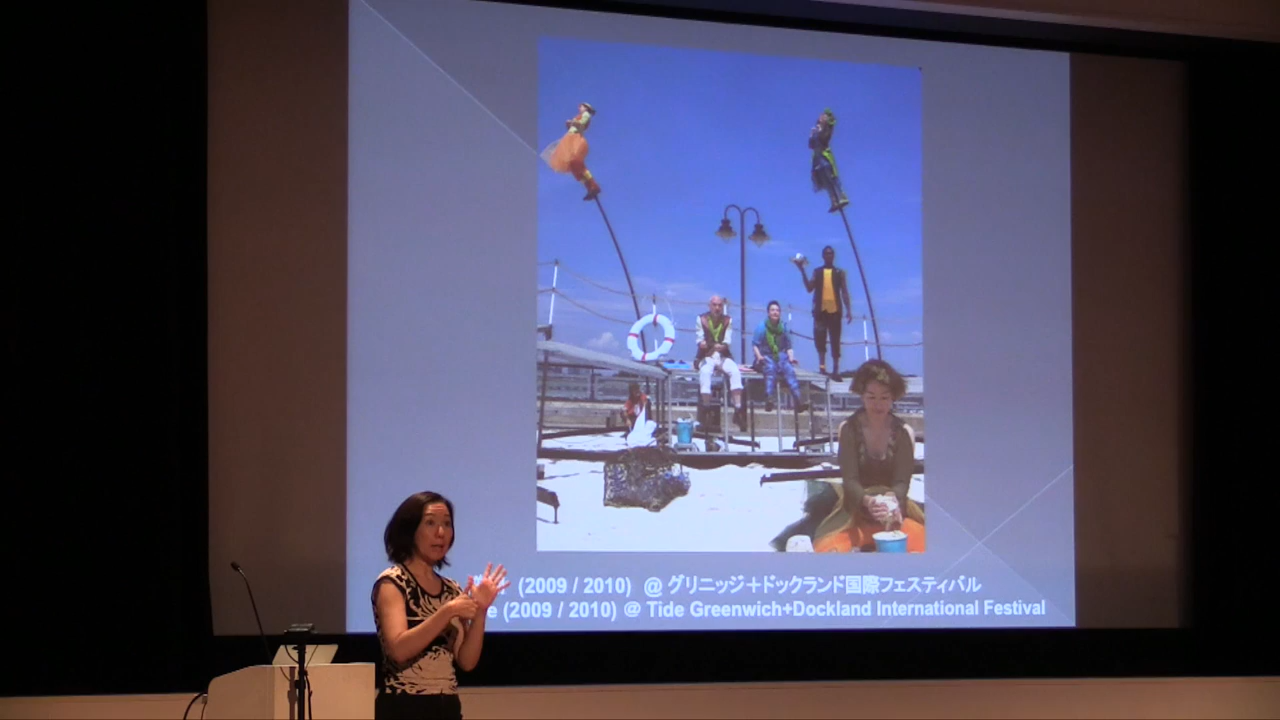 (2009 / 2010) @ グリニッジ+ドックランド国際フェスティバル
(2009 / 2010) @ Tide Greenwich+Dockland International Festival